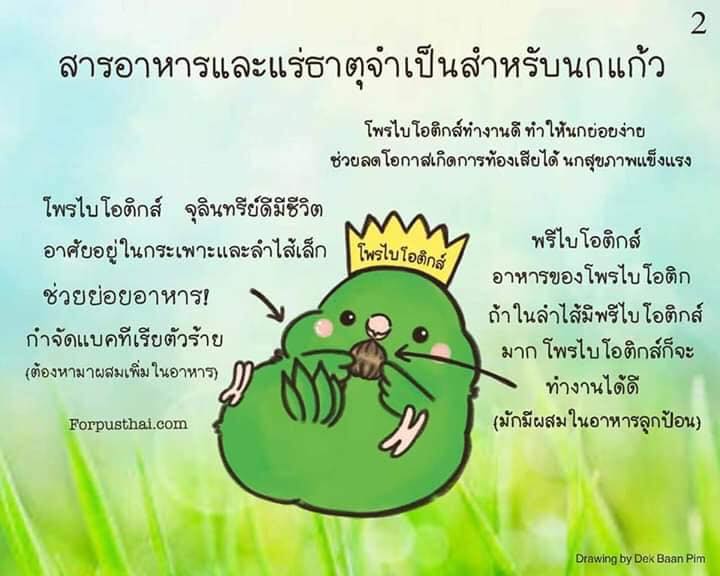 2
สารอาหารและแร่ธาตุจำเป็นสำหรับนกแก้ว
โพรไบโอติกส์ทำงานดี ทำให้นกย่อยง่าย
ช่วยลดโอกาสเกิดการท้องเสียได้ นกสุขภาพแข็งแรง
โพรไบโอติกส์ จุลินทรีย์ดีมีชีวิต
อาศัยอยู่ในกระเพาะและลำไส้เล็ก
ช่วยย่อยอาหาร!
กำจัดแบคทีเรียตัวร้าย
(ต้องหามาผสมเพิ่มในอาหาร)
Forpusthai.com
โพรไบโอติกส์
พรีไบโอติกส์
อาหารของโพรไบโอติก
ถ้าในลำไส้มีพรีไบโอติกส์
มาก โพรไบโอติกส์ก็จะ
ทำงานได้ดี
(มักมีผสมในอาหารลูกป้อน)
Drawing by Dek Baan Pim